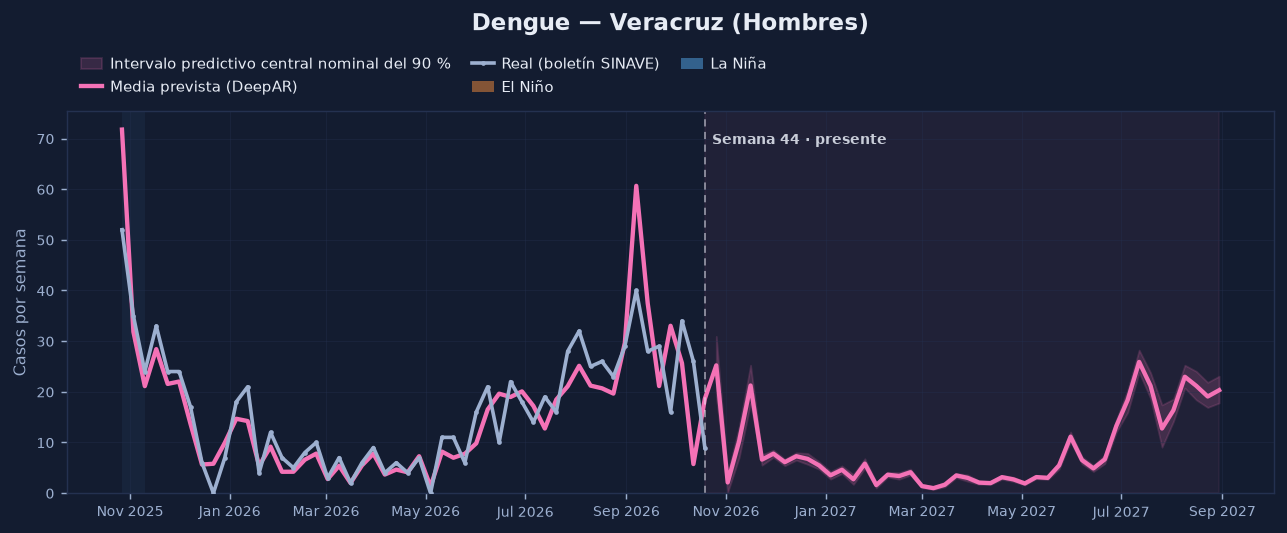 Dengue — Veracruz (Hombres)
Intervalo predictivo central nominal del 90 %
Real (boletín SINAVE)
La Niña
Media prevista (DeepAR)
El Niño
Semana 44 · presente
Casos por semana
70
60
50
40
30
20
10
0
Nov 2025
Jan 2026
Mar 2026
May 2026
Jul 2026
Sep 2026
Nov 2026
Jan 2027
Mar 2027
May 2027
Jul 2027
Sep 2027